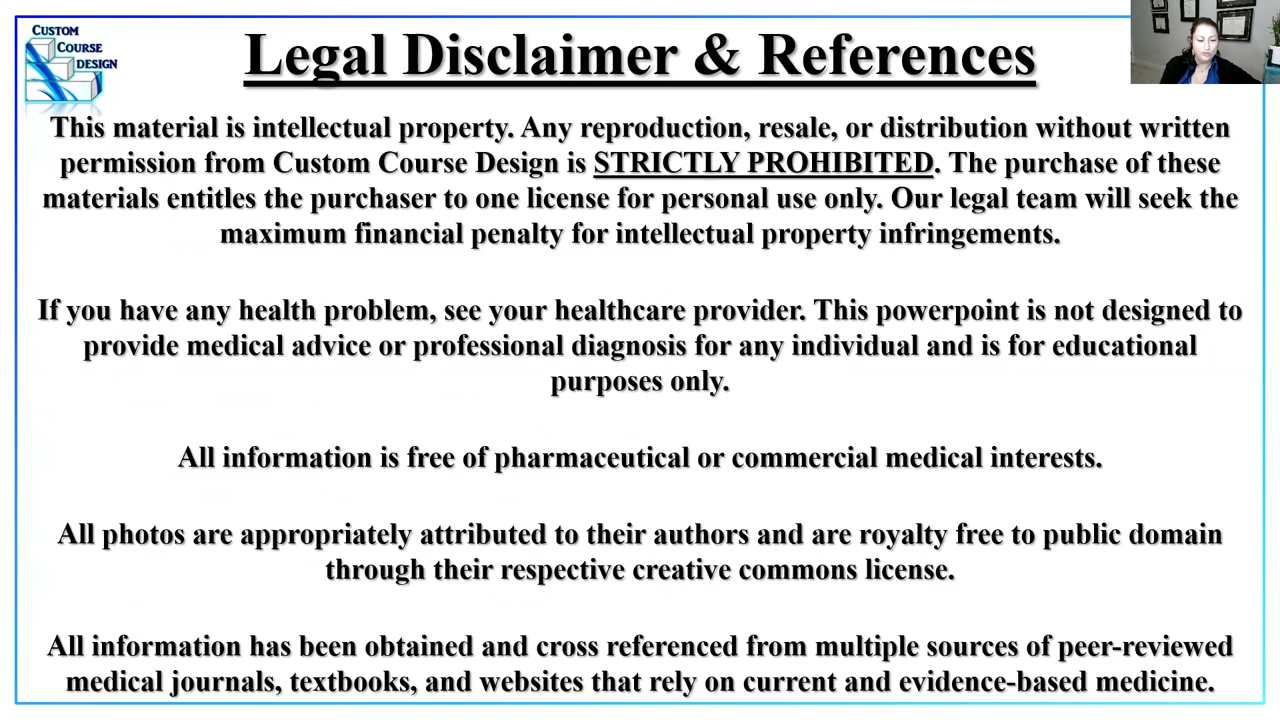 CUSTOM
COURSE
DESIGN
Legal Disclaimer & References
This material is intellectual property. Any reproduction, resale, or distribution without written
permission from Custom Course Design is STRICTLY PROHIBITED. The purchase of these
materials entitles the purchaser to one license for personal use only. Our legal team will seek the
maximum financial penalty for intellectual property infringements.
If you have any health problem, see your healthcare provider. This powerpoint is not designed to
provide medical advice or professional diagnosis for any individual and is for educational
purposes only.
All information is free of pharmaceutical or commercial medical interests.
All photos are appropriately attributed to their authors and are royalty free to public domain
through their respective creative commons license.
All information has been obtained and cross referenced from multiple sources of peer-reviewed
medical journals, textbooks, and websites that rely on current and evidence-based medicine.